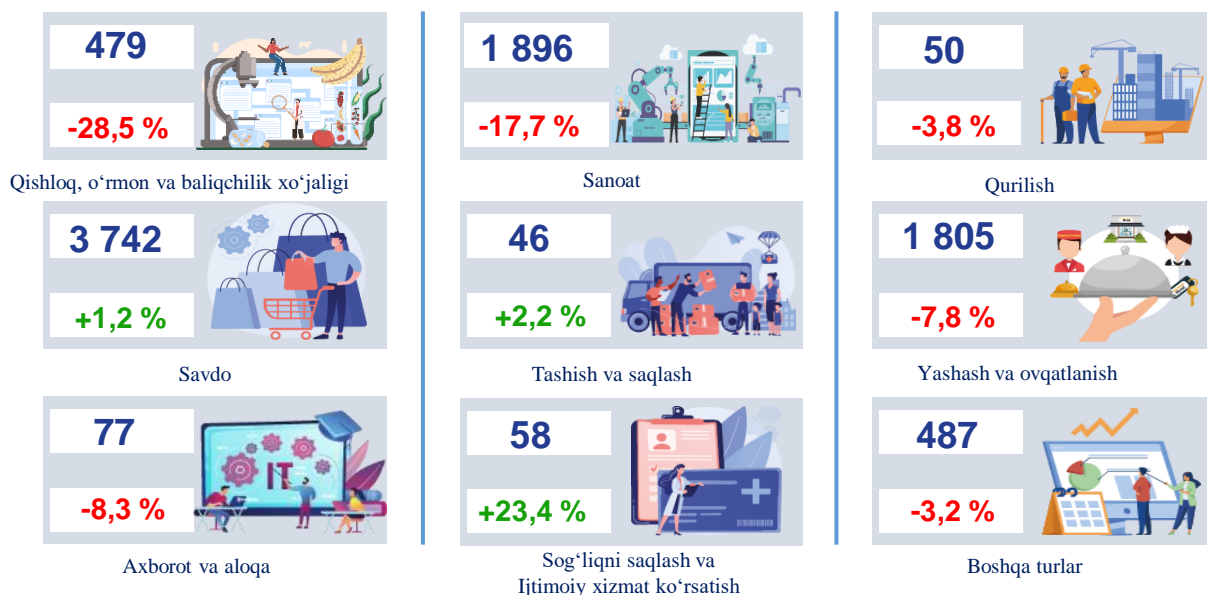 479
-28,5 %
Qishloq, o‘rmon va baliqchilik xo‘jaligi
1 896
-17,7 %
Sanoat
50
-3,8 %
Qurilish
3 742
+1,2 %
Savdo
46
+2,2 %
Tashish va saqlash
1 805
-7,8 %
Yashash va ovqatlanish
77
-8,3 %
IT
Axborot va aloqa
58
+23,4 %
Sog‘liqni saqlash va
Ijtimoiy xizmat ko‘rsatish
487
-3,2 %
Boshqa turlar